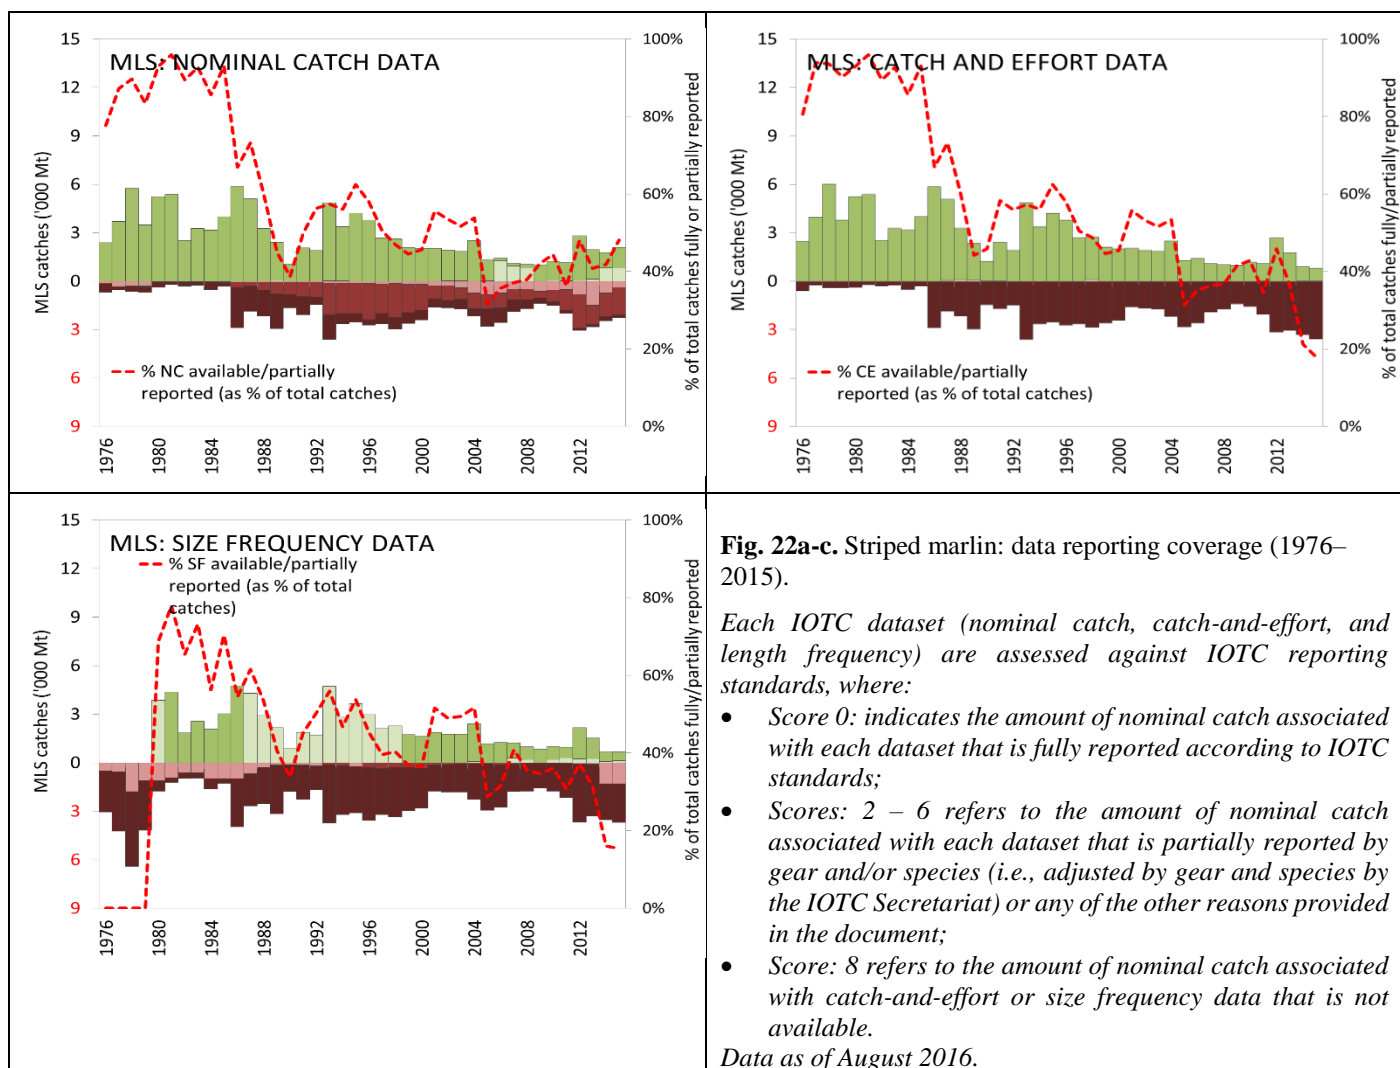 MLS: NOMINAL CATCH DATA
MLS catches ('000 Mt)
15
12
9
6
3
0
3
6
9
100%
80%
60%
40%
20%
0%
% of total catches fully or partially reported
% NC available/partially
reported (as % of total catches)
1976
1980
1984
1988
1992
1996
2000
2004
2008
2012
MLS: CATCH AND EFFORT DATA
MLS catches ('000 Mt)
15
12
9
6
3
0
3
6
9
100%
80%
60%
40%
20%
0%
% of total catches fully/partially reported
% CE available/partially
reported (as % of total catches)
1976
1980
1984
1988
1992
1996
2000
2004
2008
2012
MLS: SIZE FREQUENCY DATA
% SF available/partially
reported (as % of total
catches)
MLS catches ('000 Mt)
15
12
9
6
3
0
3
6
9
100%
80%
60%
40%
20%
0%
% of total catches fully/partially reported
1976
1980
1984
1988
1992
1996
2000
2004
2008
2012
Fig. 22a-c. Striped marlin: data reporting coverage (1976–
2015).
Each IOTC dataset (nominal catch, catch-and-effort, and
length frequency) are assessed against IOTC reporting
standards, where:
• Score 0: indicates the amount of nominal catch associated
with each dataset that is fully reported according to IOTC
standards;
• Scores: 2 – 6 refers to the amount of nominal catch
associated with each dataset that is partially reported by
gear and/or species (i.e., adjusted by gear and species by
the IOTC Secretariat) or any of the other reasons provided
in the document;
• Score: 8 refers to the amount of nominal catch associated
with catch-and-effort or size frequency data that is not
available.
Data as of August 2016.